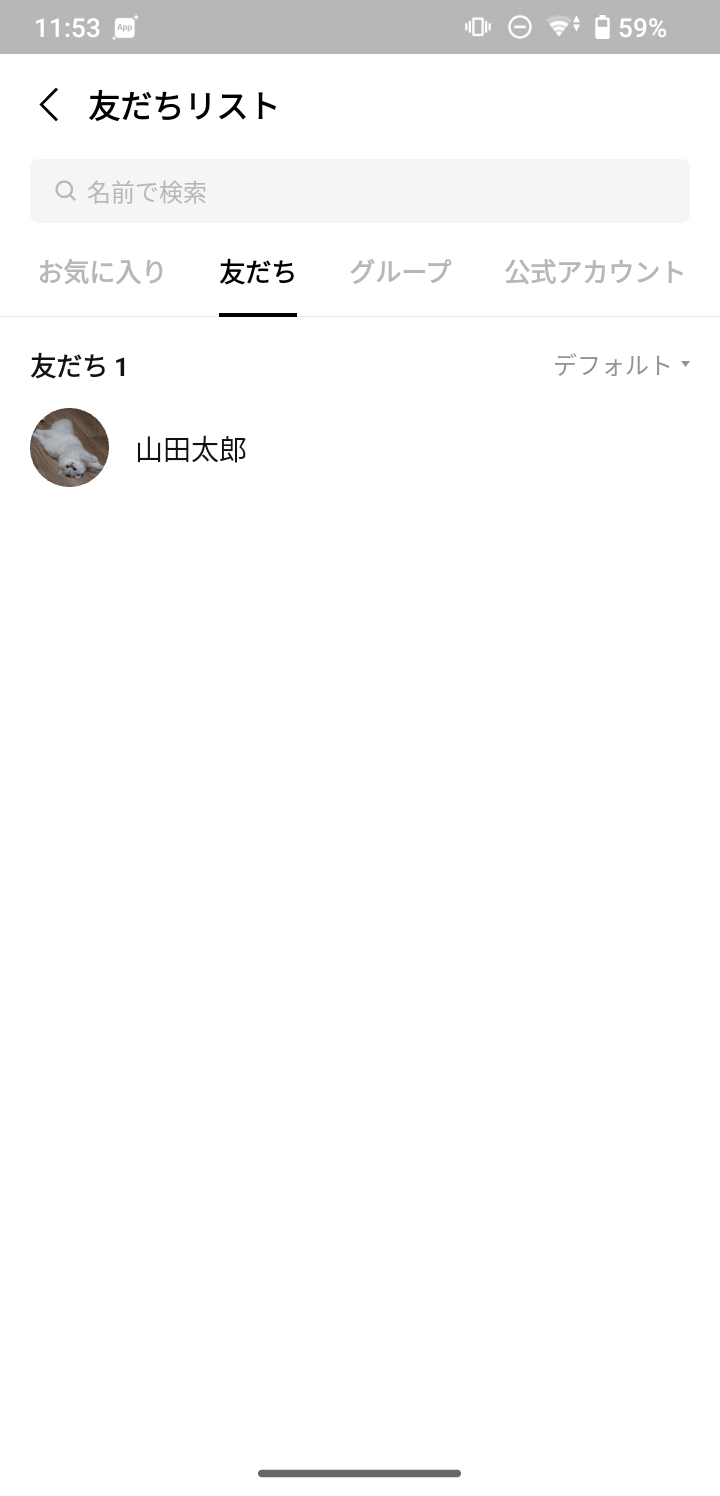 11:53 App 59%
友だちリスト
名前で検索
お気に入り 友だち グループ 公式アカウント
友だち 1 デフォルト
山田太郎